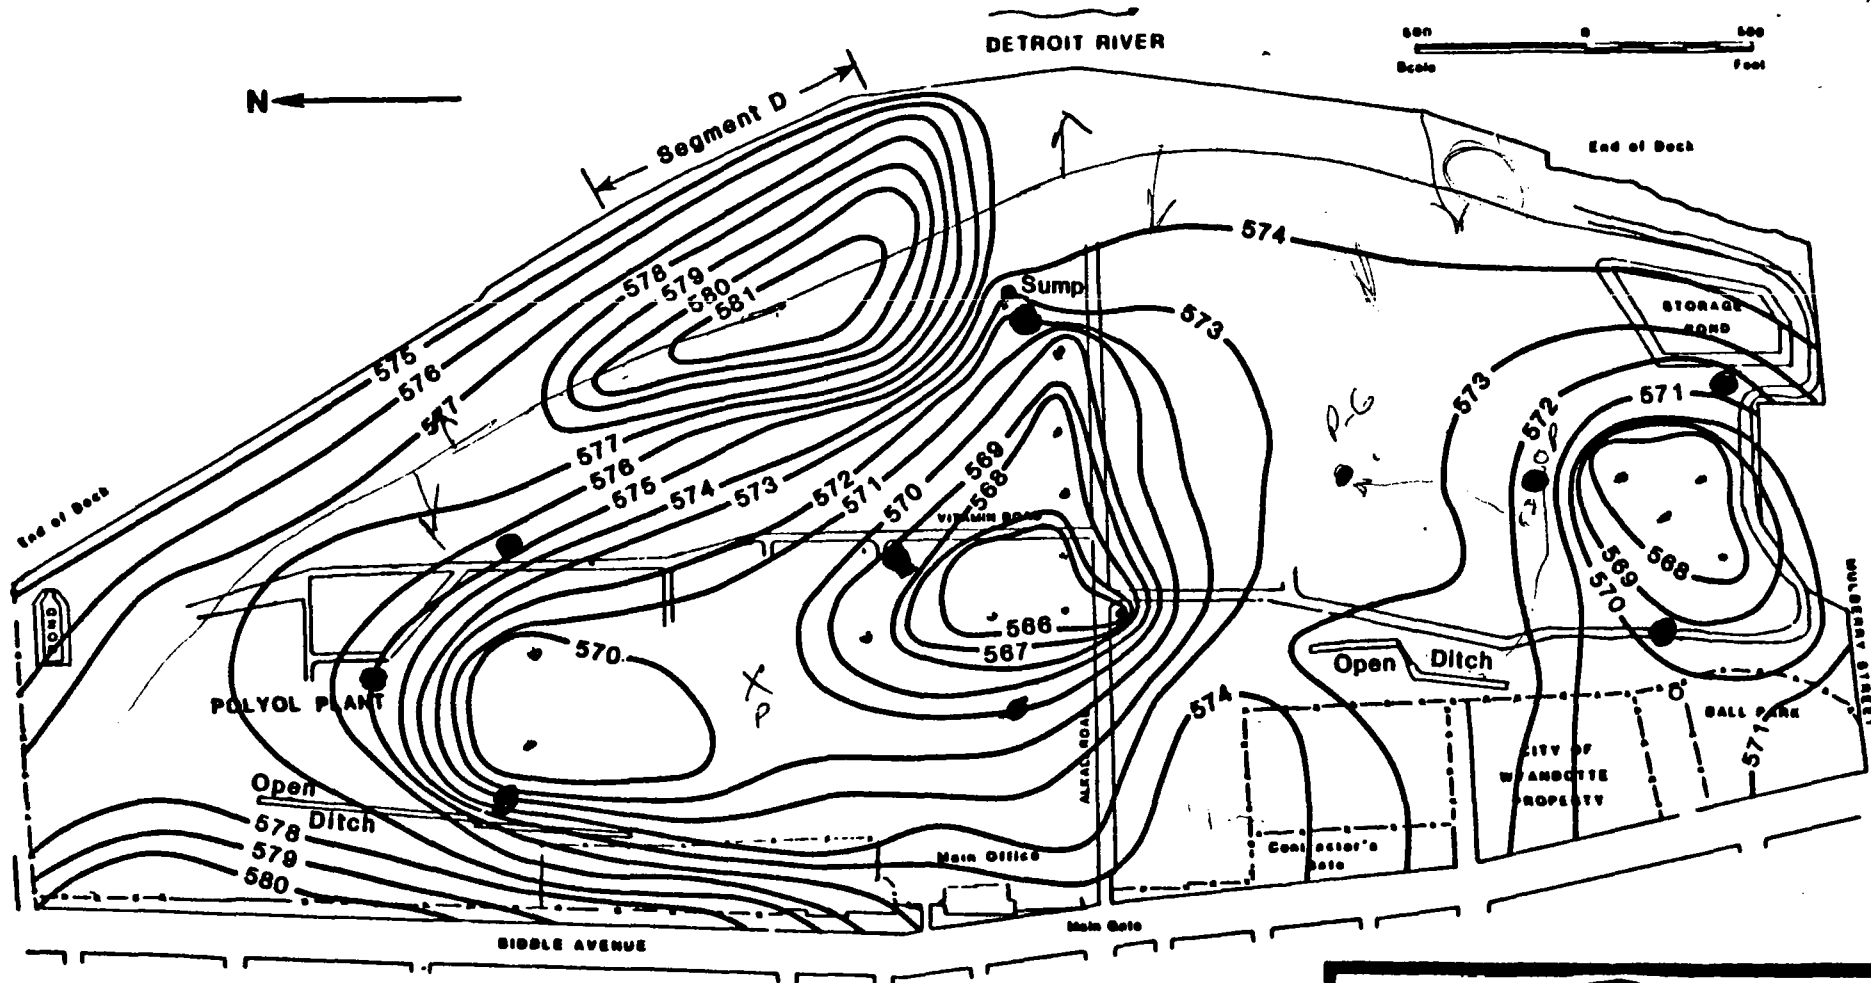 DETROIT RIVER
N
Segment D
Scale
Feet
End of Dock
574
578
579
580
581
Sump
573
STORAGE
POND
575
576
577
573
572
571
P-6
577
576
575
574
573
572
571
570
569
568
VITAMIN ROAD
End of Dock
POND
569
568
570
MULBERRY STREET
566
567
570
P
Open Ditch
POLYOL PLANT
574
ALKALI ROAD
BALL PARK
571
CITY OF
WYANDOTTE
PROPERTY
Open
Ditch
578
579
580
Main Office
Contractor's
Gate
Main Gate
BIDDLE AVENUE